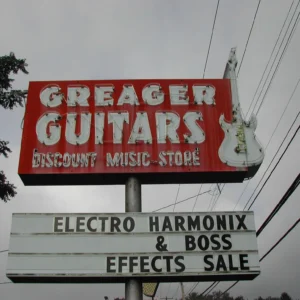 GREAGER
GUITARS
DISCOUNT MUSIC STORE
ELECTRO HARMONIX
& BOSS
EFFECTS SALE